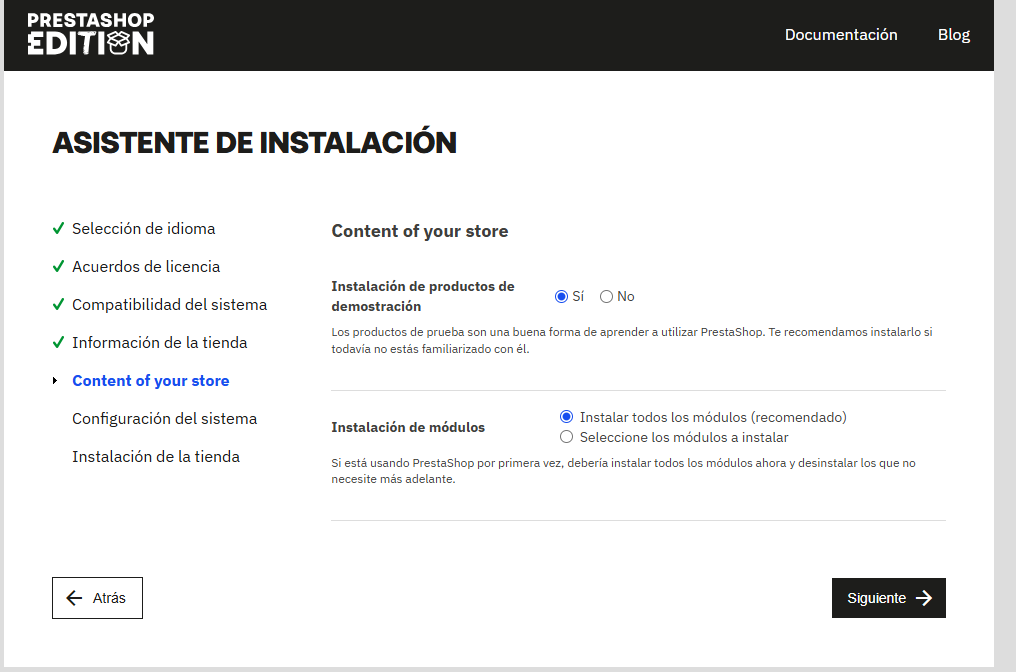 PRESTASHOP
EDITION
Documentación
Blog
ASISTENTE DE INSTALACIÓN
Selección de idioma
Acuerdos de licencia
Compatibilidad del sistema
Información de la tienda
Content of your store
Configuración del sistema
Instalación de la tienda
Content of your store
Instalación de productos de
demostración
Sí
No
Los productos de prueba son una buena forma de aprender a utilizar PrestaShop. Te recomendamos instalarlo si
todavía no estás familiarizado con él.
Instalación de módulos
Instalar todos los módulos (recomendado)
Seleccione los módulos a instalar
Si está usando PrestaShop por primera vez, debería instalar todos los módulos ahora y desinstalar los que no
necesite más adelante.
Atrás
Siguiente